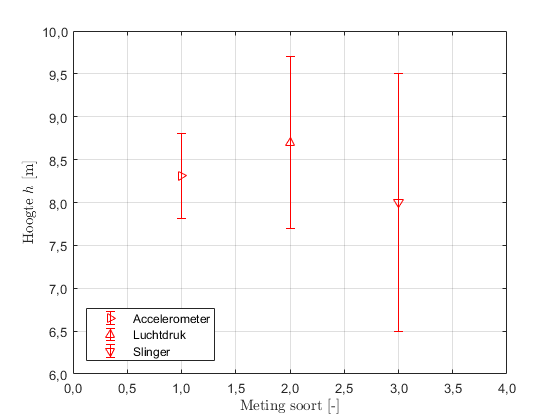 10,0
9,5
9,0
8,5
8,0
7,5
7,0
6,5
6,0
Hoogte h [m]
Accelerometer
Luchtdruk
Slinger
0,0 0,5 1,0 1,5 2,0 2,5 3,0 3,5 4,0
Meting soort [-]